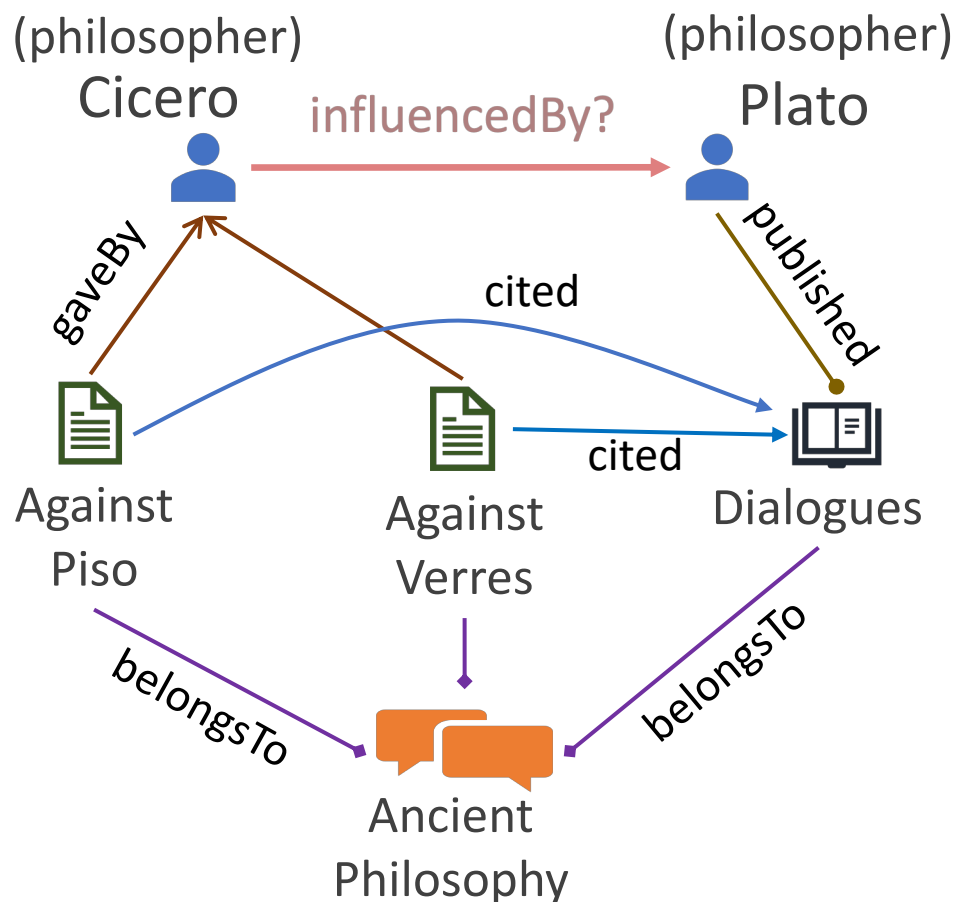 (philosopher)
Cicero
(philosopher)
Plato
influencedBy?
gaveBy
published
cited
cited
Against
Piso
Against
Verres
Dialogues
belongsTo
belongsTo
Ancient
Philosophy